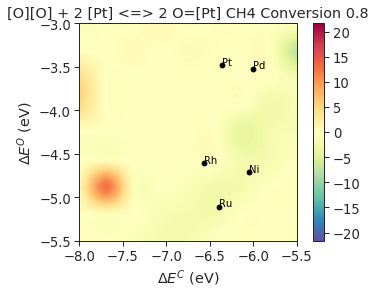 [O][O] + 2 [Pt] <=> 2 O=[Pt] CH4 Conversion 0.8
−3.0
−3.5
−4.0
−4.5
−5.0
−5.5
ΔE^O (eV)
Pt
Pd
Rh
Ni
Ru
−8.0 −7.5 −7.0 −6.5 −6.0 −5.5
ΔE^C (eV)
20
15
10
5
0
−5
−10
−15
−20